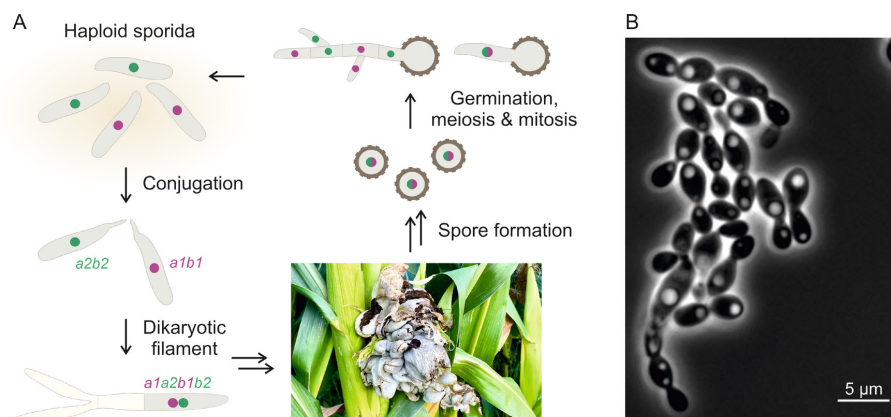 A
Haploid sporida
Conjugation
a2b2
a1b1
Dikaryotic
filament
a1a2b1b2
Germination,
meiosis & mitosis
Spore formation
B
5 µm